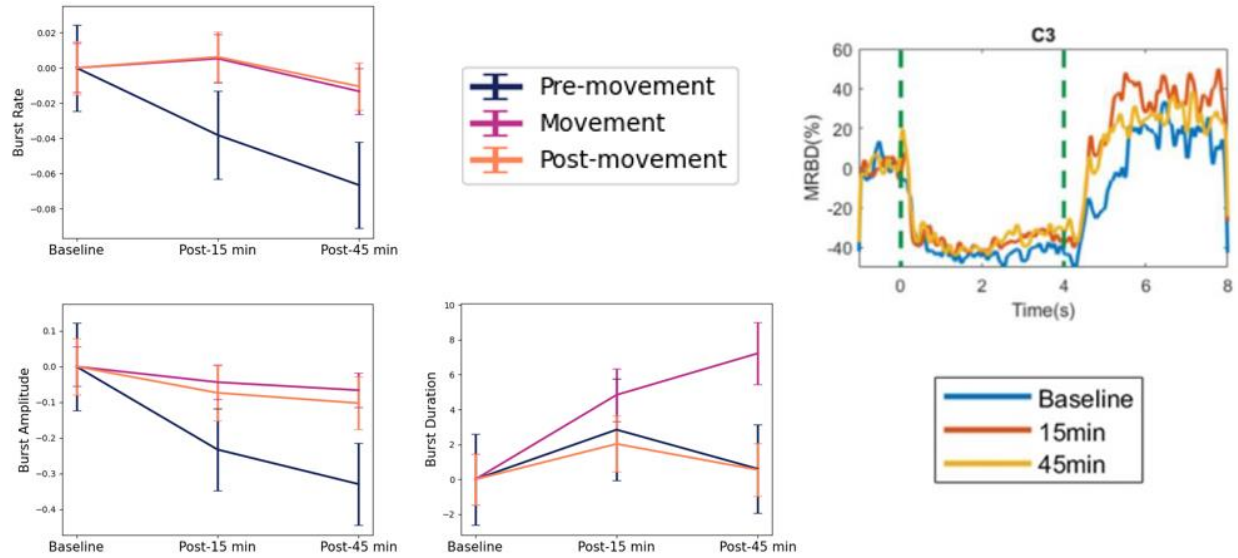 Burst Rate
0.02
0.00
−0.02
−0.04
−0.06
−0.08
Baseline Post-15 min Post-45 min
Pre-movement
Movement
Post-movement
C3
MRBD(%)
60
40
20
0
-20
-40
0 2 4 6 8
Time(s)
Burst Amplitude
0.1
0.0
−0.1
−0.2
−0.3
−0.4
Baseline Post-15 min Post-45 min
Burst Duration
10
8
6
4
2
0
−2
Baseline Post-15 min Post-45 min
Baseline
15min
45min